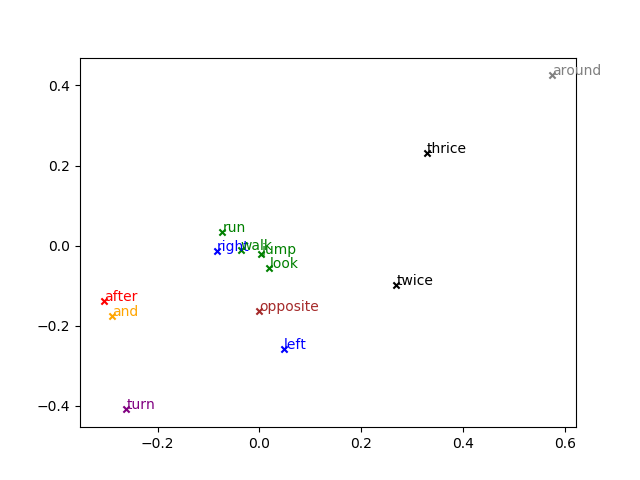 around
0.4
thrice
0.2
run
0.0
right
walk
jump
look
twice
after
and
opposite
−0.2
left
turn
−0.4
−0.2
0.0
0.2
0.4
0.6